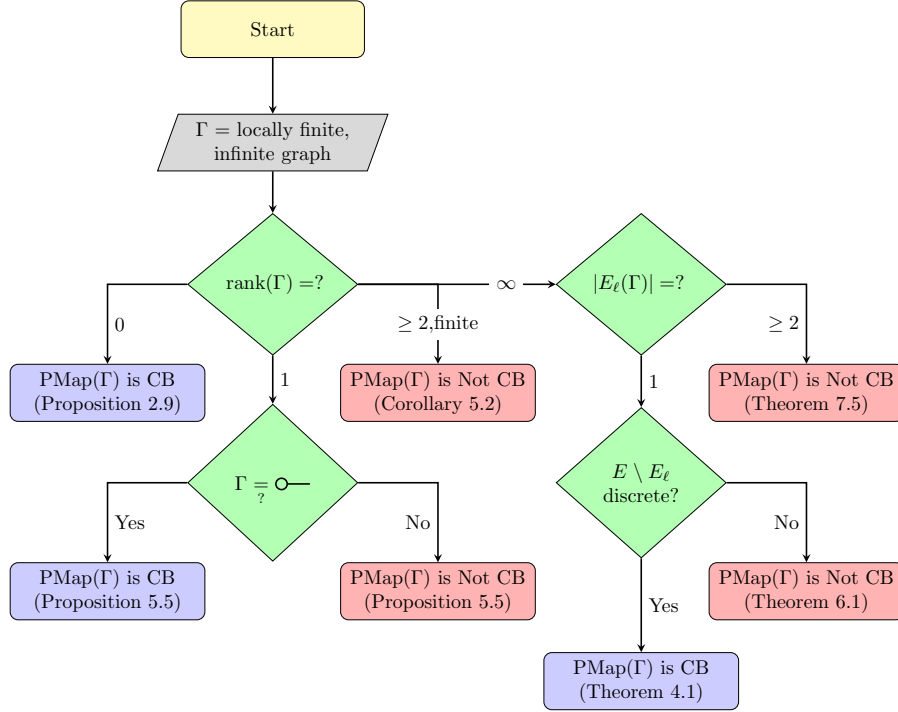 Start
Γ = locally finite,
infinite graph
rank(Γ) =?
∞
|E_ℓ(Γ)| =?
0
≥ 2,finite
≥ 2
PMap(Γ) is CB
(Proposition 2.9)
1
PMap(Γ) is Not CB
(Corollary 5.2)
1
PMap(Γ) is Not CB
(Theorem 7.5)
Γ =
?
E \ E_ℓ
discrete?
Yes
No
No
PMap(Γ) is CB
(Proposition 5.5)
PMap(Γ) is Not CB
(Proposition 5.5)
Yes
PMap(Γ) is Not CB
(Theorem 6.1)
PMap(Γ) is CB
(Theorem 4.1)